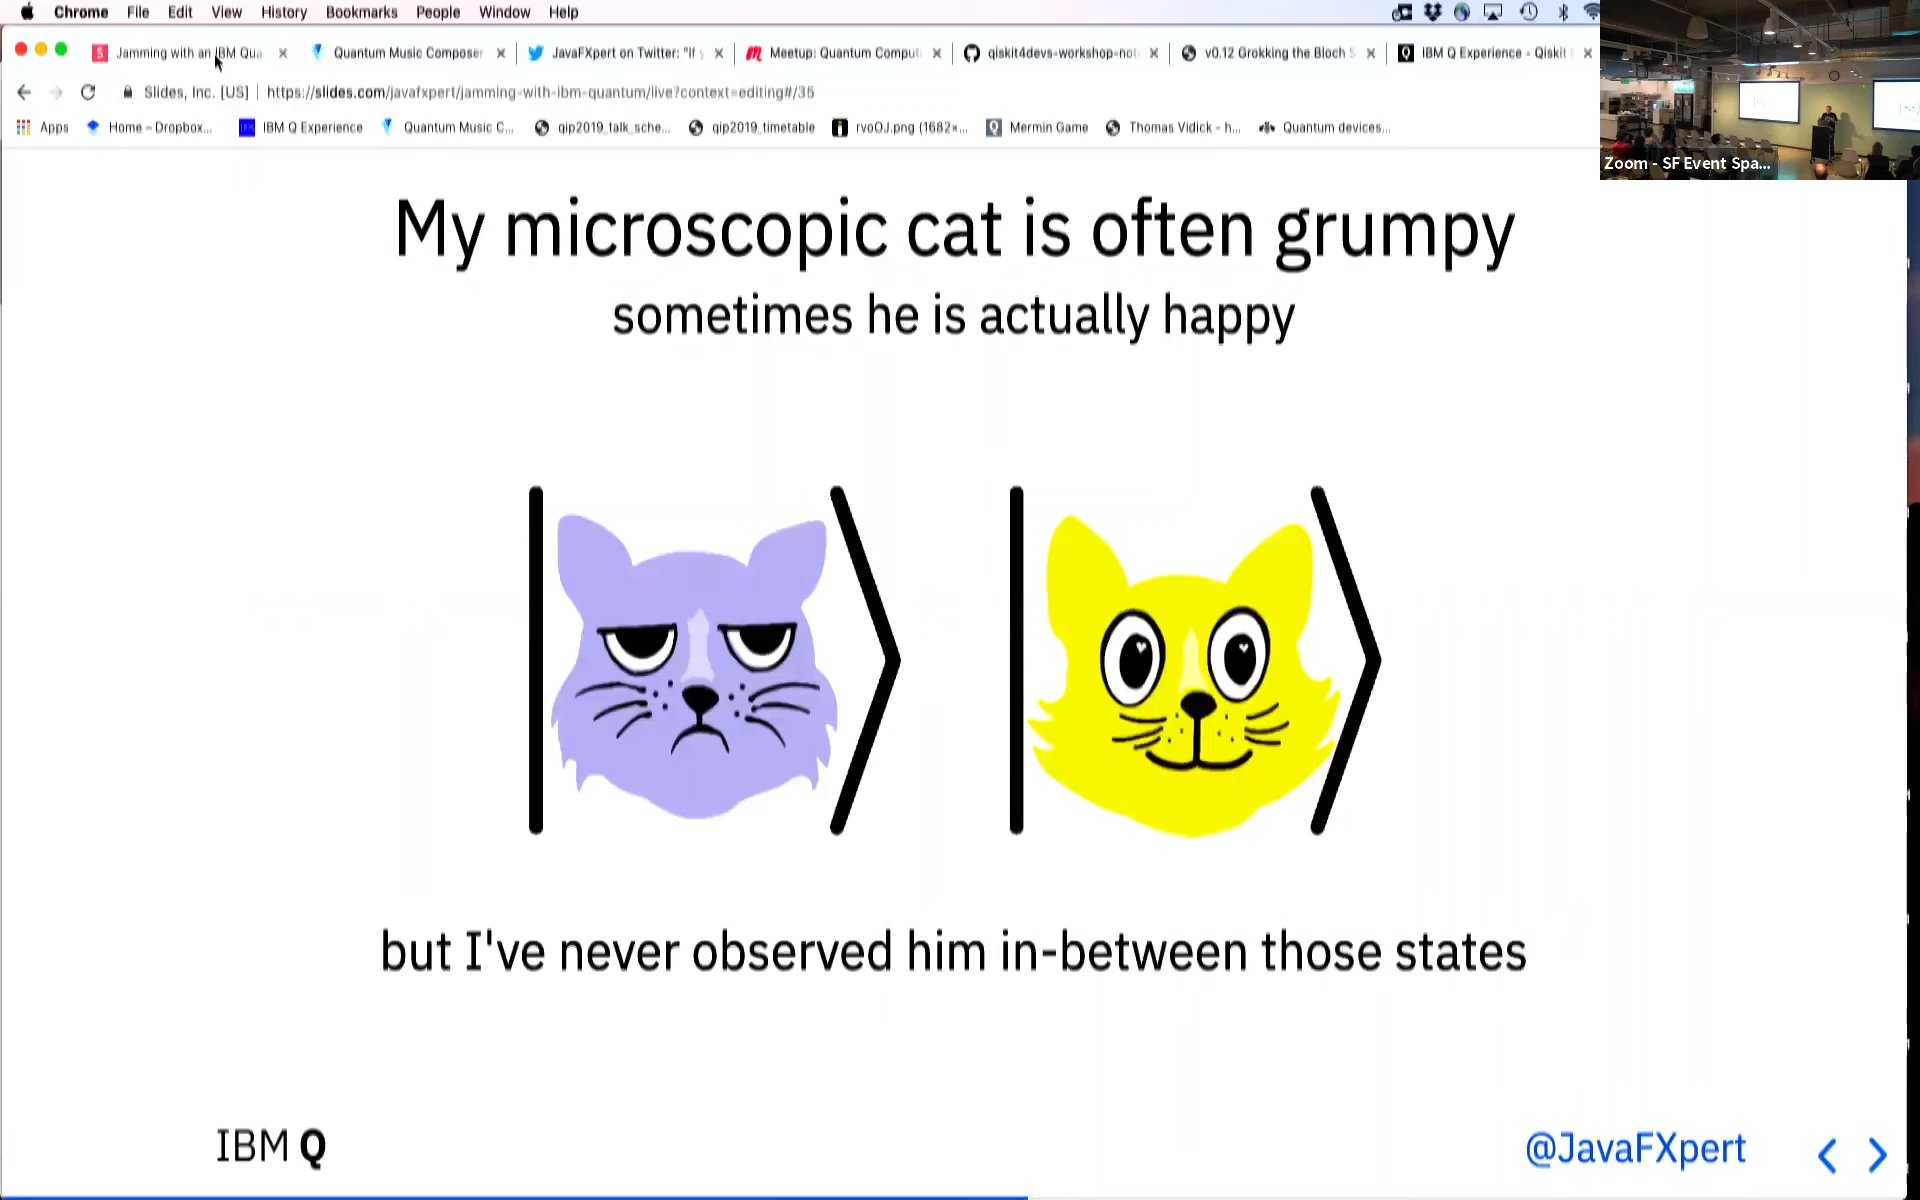 Chrome File Edit View History Bookmarks People Window Help
Jamming with an IBM Qua
Quantum Music Composer
JavaFXpert on Twitter: "If y
Meetup: Quantum Comput
qiskit4devs-workshop-not
v0.12 Grokking the Bloch S
IBM Q Experience - Qiskit
Slides, Inc. [US] https://slides.com/javafxpert/jamming-with-ibm-quantum/live?context=editing#/35
Apps Home - Dropbox... IBM Q Experience Quantum Music C... qip2019_talk_sche... qip2019_timetable rvoOJ.png (1682×... Mermin Game Thomas Vidick - h... Quantum devices...
Zoom - SF Event Spa...
My microscopic cat is often grumpy
sometimes he is actually happy
but I've never observed him in-between those states
IBM Q
@JavaFXpert